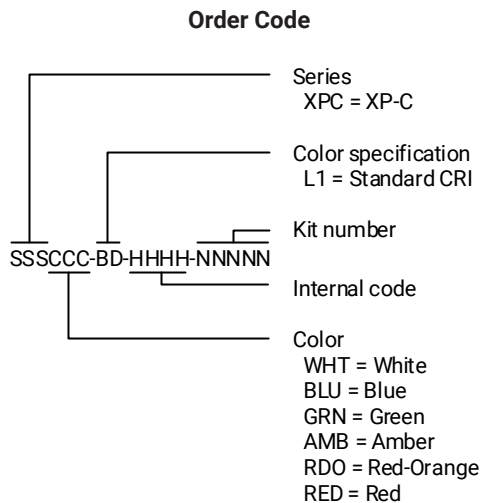 Order Code
Series
XPC = XP-C
Color specification
L1 = Standard CRI
Kit number
SSSCCC-BD-HHHH-NNNNN
Internal code
Color
WHT = White
BLU = Blue
GRN = Green
AMB = Amber
RDO = Red-Orange
RED = Red